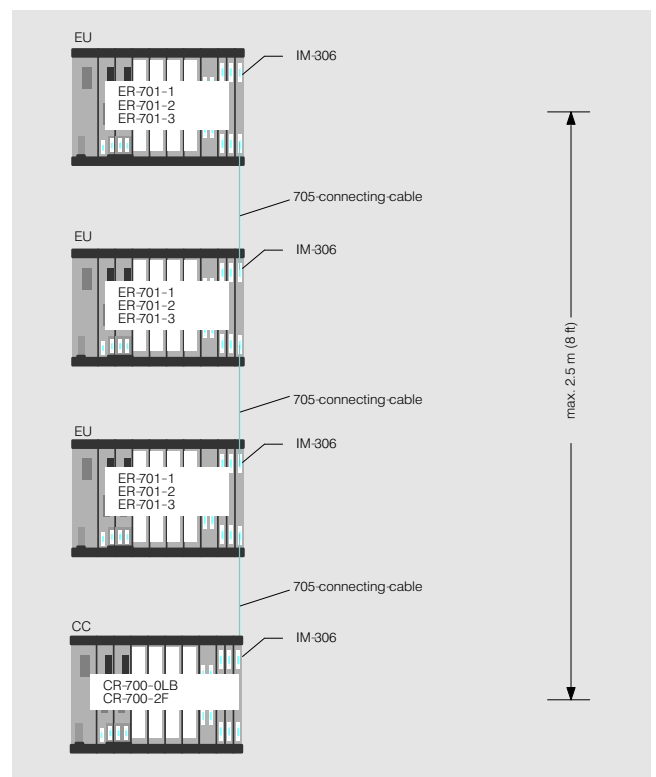 EU
IM-306
ER-701-1
ER-701-2
ER-701-3
705-connecting-cable
EU
IM-306
ER-701-1
ER-701-2
ER-701-3
max. 2.5 m (8 ft)
705-connecting-cable
EU
IM-306
ER-701-1
ER-701-2
ER-701-3
705-connecting-cable
CC
IM-306
CR-700-0LB
CR-700-2F